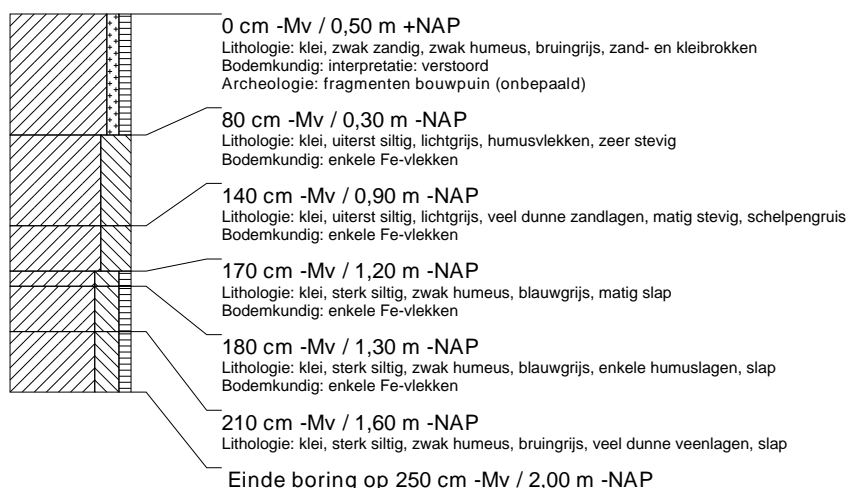 0 cm -Mv / 0,50 m +NAP
Lithologie: klei, zwak zandig, zwak humeus, bruingrijs, zand- en kleibrokken
Bodemkundig: interpretatie: verstoord
Archeologie: fragmenten bouwpuin (onbepaald)
80 cm -Mv / 0,30 m -NAP
Lithologie: klei, uiterst siltig, lichtgrijs, humusvlekken, zeer stevig
Bodemkundig: enkele Fe-vlekken
140 cm -Mv / 0,90 m -NAP
Lithologie: klei, uiterst siltig, lichtgrijs, veel dunne zandlagen, matig stevig, schelpengruis
Bodemkundig: enkele Fe-vlekken
170 cm -Mv / 1,20 m -NAP
Lithologie: klei, sterk siltig, zwak humeus, blauwgrijs, matig slap
Bodemkundig: enkele Fe-vlekken
180 cm -Mv / 1,30 m -NAP
Lithologie: klei, sterk siltig, zwak humeus, blauwgrijs, enkele humuslagen, slap
Bodemkundig: enkele Fe-vlekken
210 cm -Mv / 1,60 m -NAP
Lithologie: klei, sterk siltig, zwak humeus, bruingrijs, veel dunne veenlagen, slap
Einde boring op 250 cm -Mv / 2,00 m -NAP